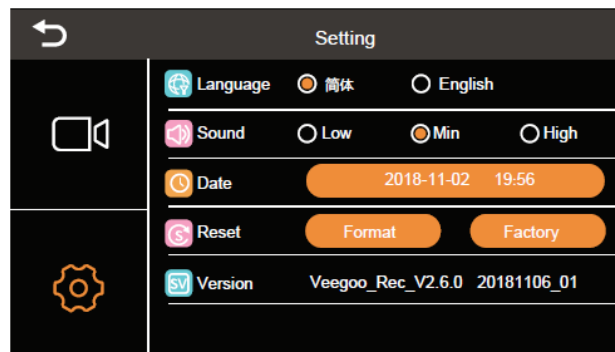 Setting
Language 简体 English
Sound Low Min High
Date 2018-11-02 19:56
Reset Format Factory
SV Version Veegoo_Rec_V2.6.0 20181106_01